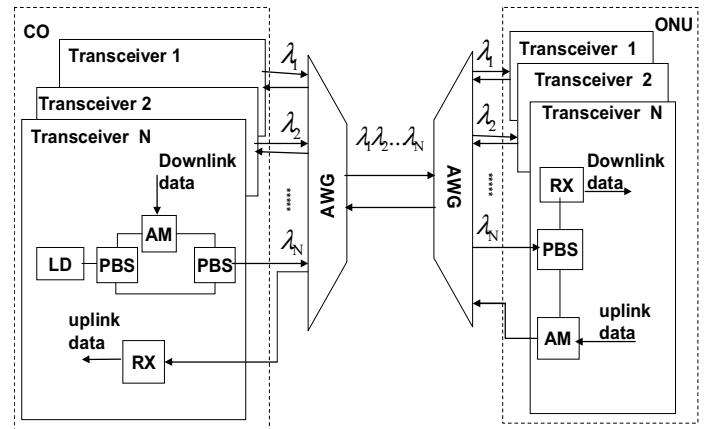 CO
Transceiver 1
Transceiver 2
Transceiver N
Downlink
data
AM
LD
PBS
PBS
uplink
data
RX
λ1
λ2
.....
λN
AWG
λ1λ2...λN
AWG
λ1
λ2
.....
λN
ONU
Transceiver 1
Transceiver 2
Transceiver N
Downlink
data
RX
PBS
uplink
data
AM